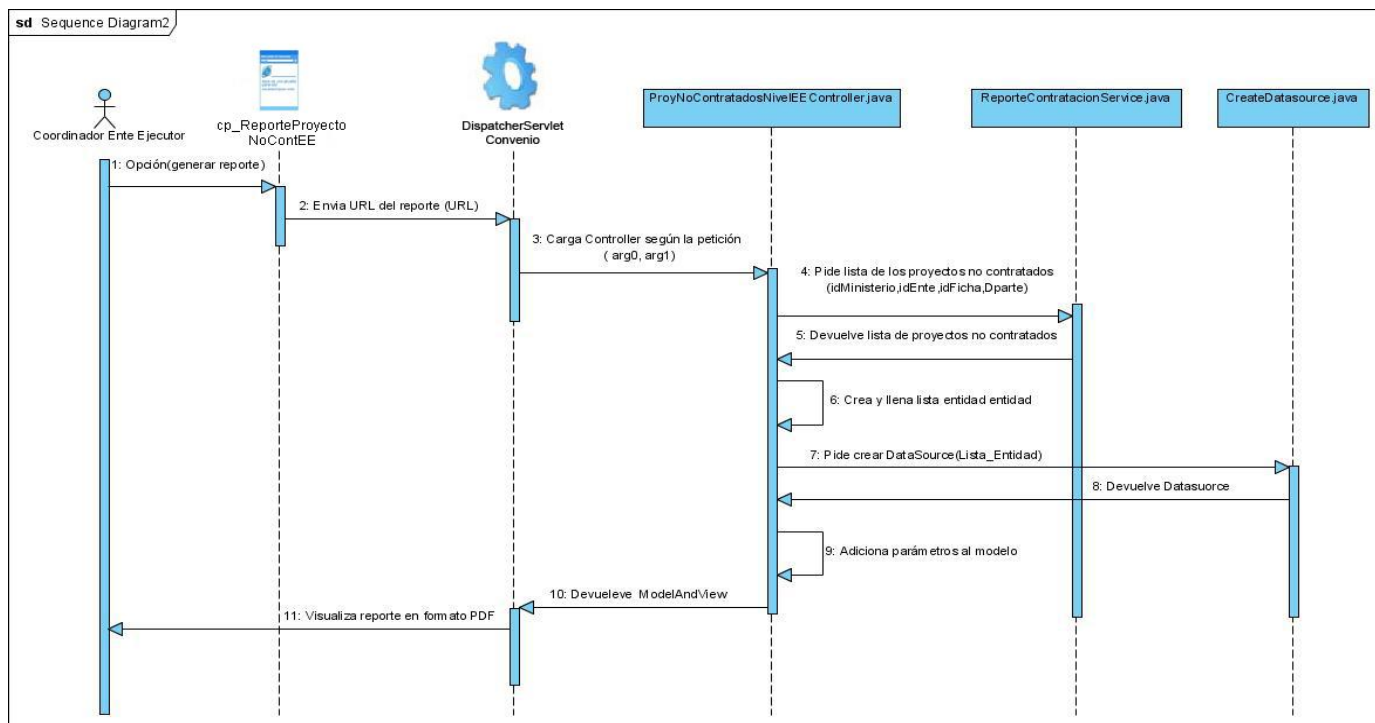 sd Sequence Diagram2
Coordinador Ente Ejecutor
cp_ReporteProyecto
NoContEE
DispatcherServlet
Convenio
ProyNoContratadosNivelEEController.java
ReporteContratacionService.java
CreateDatasource.java
1: Opción(generar reporte)
2: Envia URL del reporte (URL)
3: Carga Controller según la petición
( arg0, arg1)
4: Pide lista de los proyectos no contratados
(idMinisterio,idEnte,idFicha,Dparte)
5: Devuelve lista de proyectos no contratados
6: Crea y llena lista entidad entidad
7: Pide crear DataSource(Lista_Entidad)
8: Devuelve Datasuorce
9: Adiciona parámetros al modelo
10: Devueleve ModelAndView
11: Visualiza reporte en formato PDF